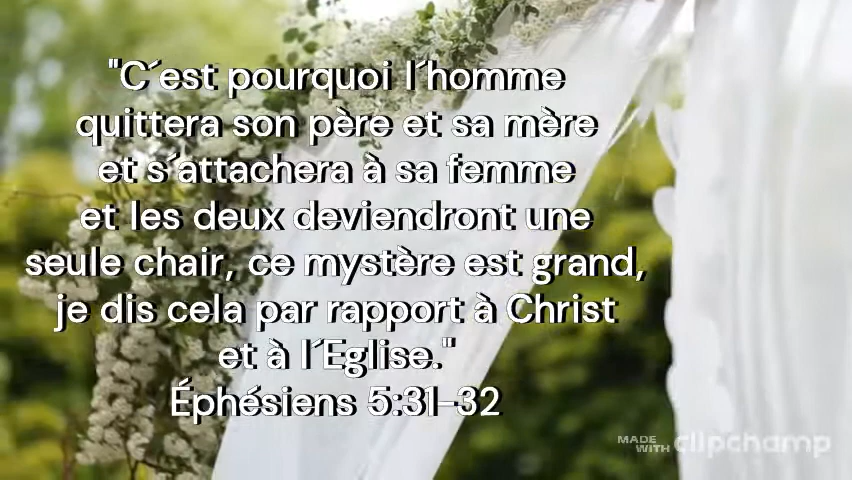 "C´est pourquoi l´homme
quittera son père et sa mère
et s´attachera à sa femme
et les deux deviendront une
seule chair, ce mystère est grand,
je dis cela par rapport à Christ
et à l´Eglise."
Éphésiens 5:31-32
MADE
WITH clipchamp